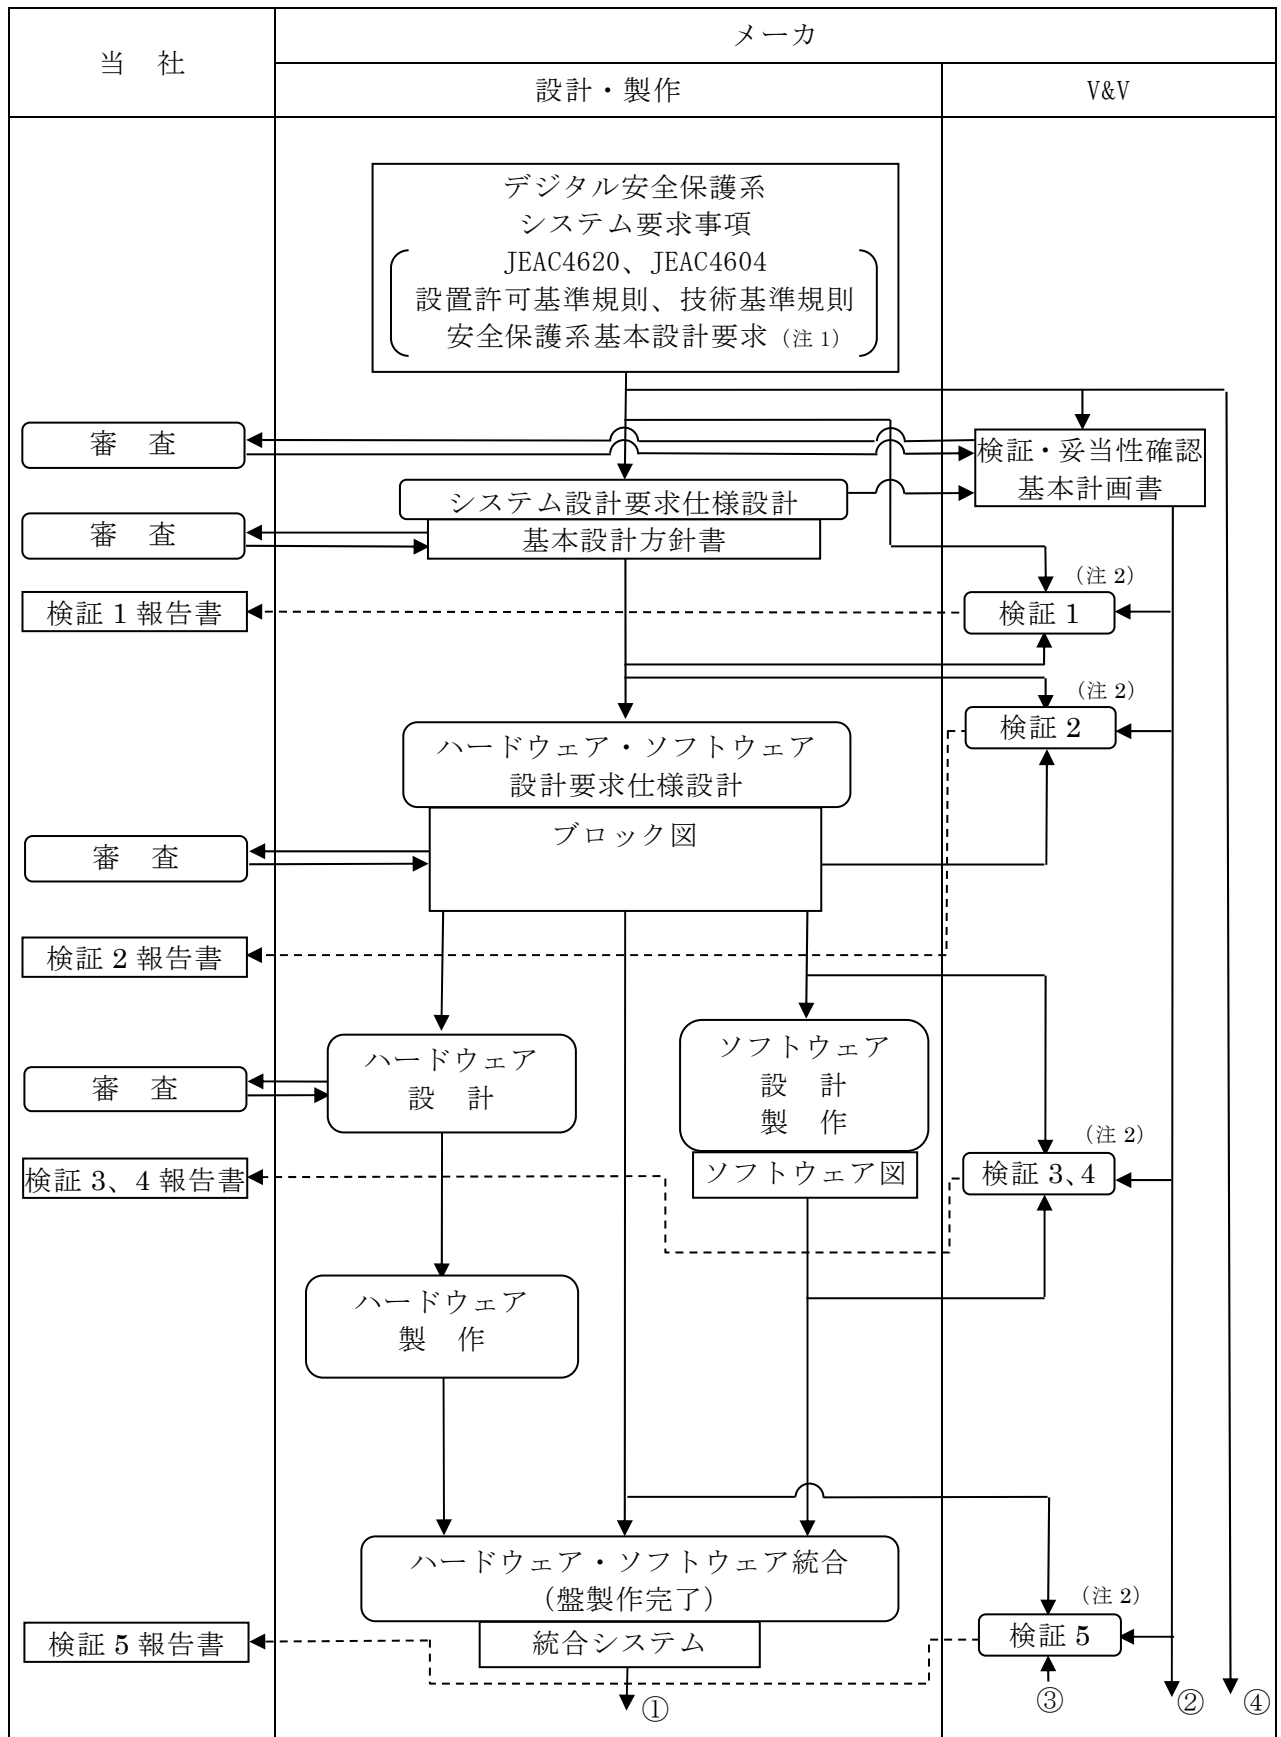 当　社
メーカ
設計・製作
V&V
デジタル安全保護系
システム要求事項
JEAC4620、JEAC4604
設置許可基準規則、技術基準規則
安全保護系基本設計要求（注 1）
審　査
検証・妥当性確認
基本計画書
システム設計要求仕様設計
基本設計方針書
審　査
（注 2）
検証 1 報告書
検証 1
（注 2）
検証 2
ハードウェア・ソフトウェア
設計要求仕様設計
ブロック図
審　査
検証 2 報告書
ハードウェア
設　計
ソフトウェア
設　計
製　作
審　査
（注 2）
検証 3、4 報告書
ソフトウェア図
検証 3、4
ハードウェア
製　作
ハードウェア・ソフトウェア統合
（盤製作完了）
（注 2）
検証 5 報告書
統合システム
検証 5
①
③
②
④